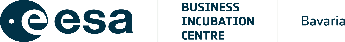 esa
BUSINESS
INCUBATION
CENTRE
Bavaria